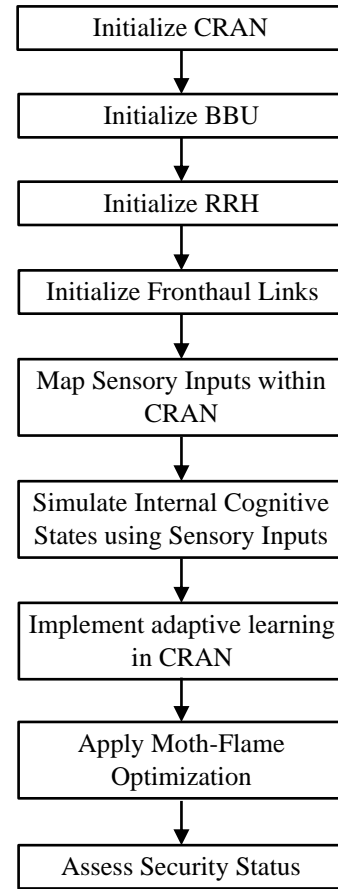 Initialize CRAN
Initialize BBU
Initialize RRH
Initialize Fronthaul Links
Map Sensory Inputs within
CRAN
Simulate Internal Cognitive
States using Sensory Inputs
Implement adaptive learning
in CRAN
Apply Moth-Flame
Optimization
Assess Security Status